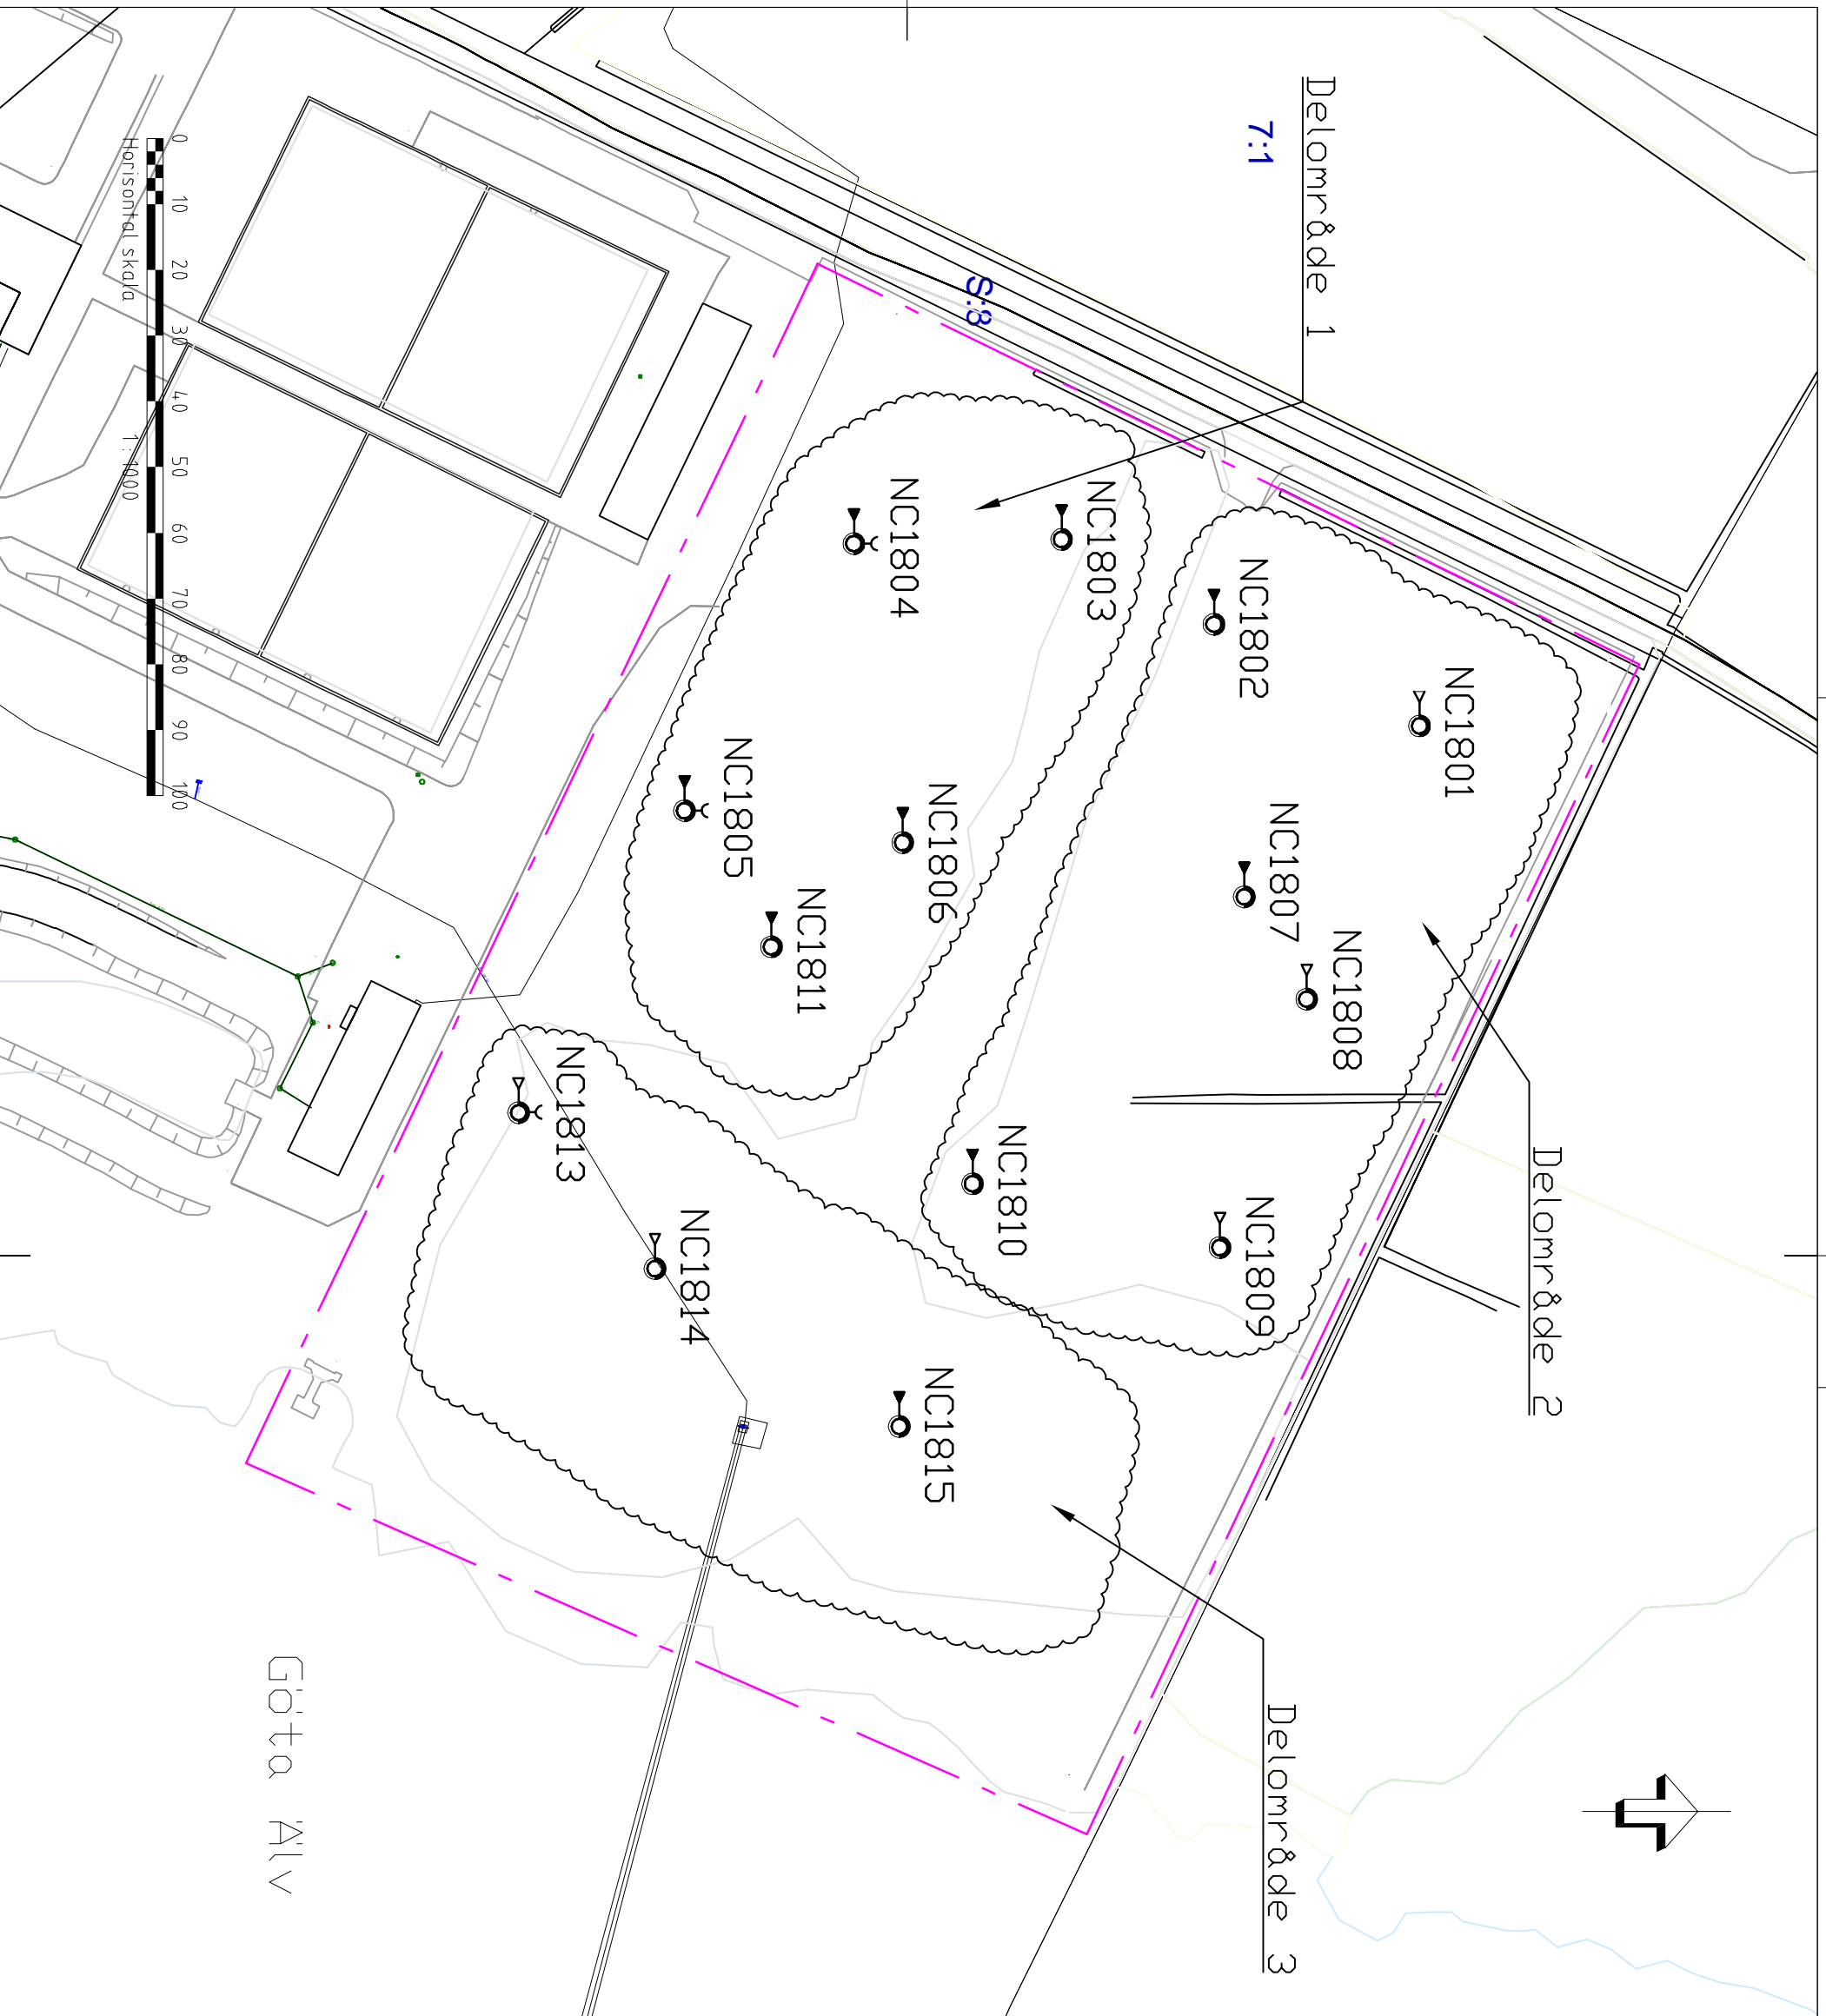 Delområde 1
7:1
S:8
NC1801
NC1802
NC1803
NC1804
NC1807
NC1808
NC1806
NC1805
NC1811
Delområde 2
NC1810
NC1809
NC1813
NC1814
NC1815
Delområde 3
Göta Älv
0 10 20 30 40 50 60 70 80 90 100
Horisontal skala 1:1000